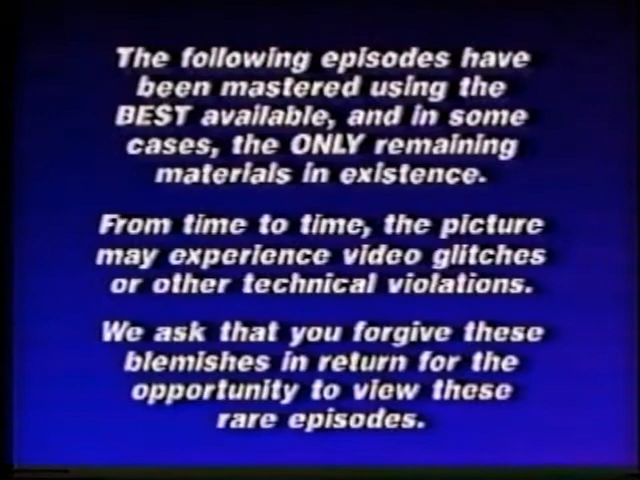 The following episodes have
been mastered using the
BEST available, and in some
cases, the ONLY remaining
materials in existence.
From time to time, the picture
may experience video glitches
or other technical violations.
We ask that you forgive these
blemishes in return for the
opportunity to view these
rare episodes.